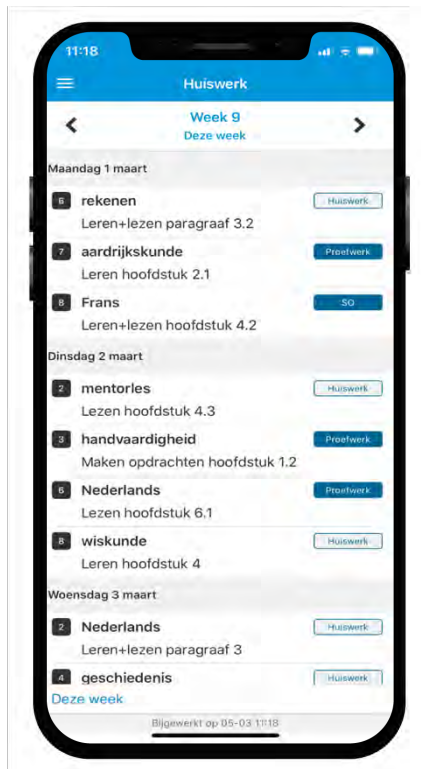 11:18
Huiswerk
Week 9
Deze week
Maandag 1 maart
6 rekenen Huiswerk
Leren+lezen paragraaf 3.2
7 aardrijkskunde Proefwerk
Leren hoofdstuk 2.1
8 Frans SO
Leren+lezen hoofdstuk 4.2
Dinsdag 2 maart
2 mentorles Huiswerk
Lezen hoofdstuk 4.3
3 handvaardigheid Proefwerk
Maken opdrachten hoofdstuk 1.2
6 Nederlands Proefwerk
Lezen hoofdstuk 6.1
8 wiskunde Huiswerk
Leren hoofdstuk 4
Woensdag 3 maart
2 Nederlands Huiswerk
Leren+lezen paragraaf 3
4 geschiedenis Huiswerk
Deze week
Bijgewerkt op 05-03 11:18